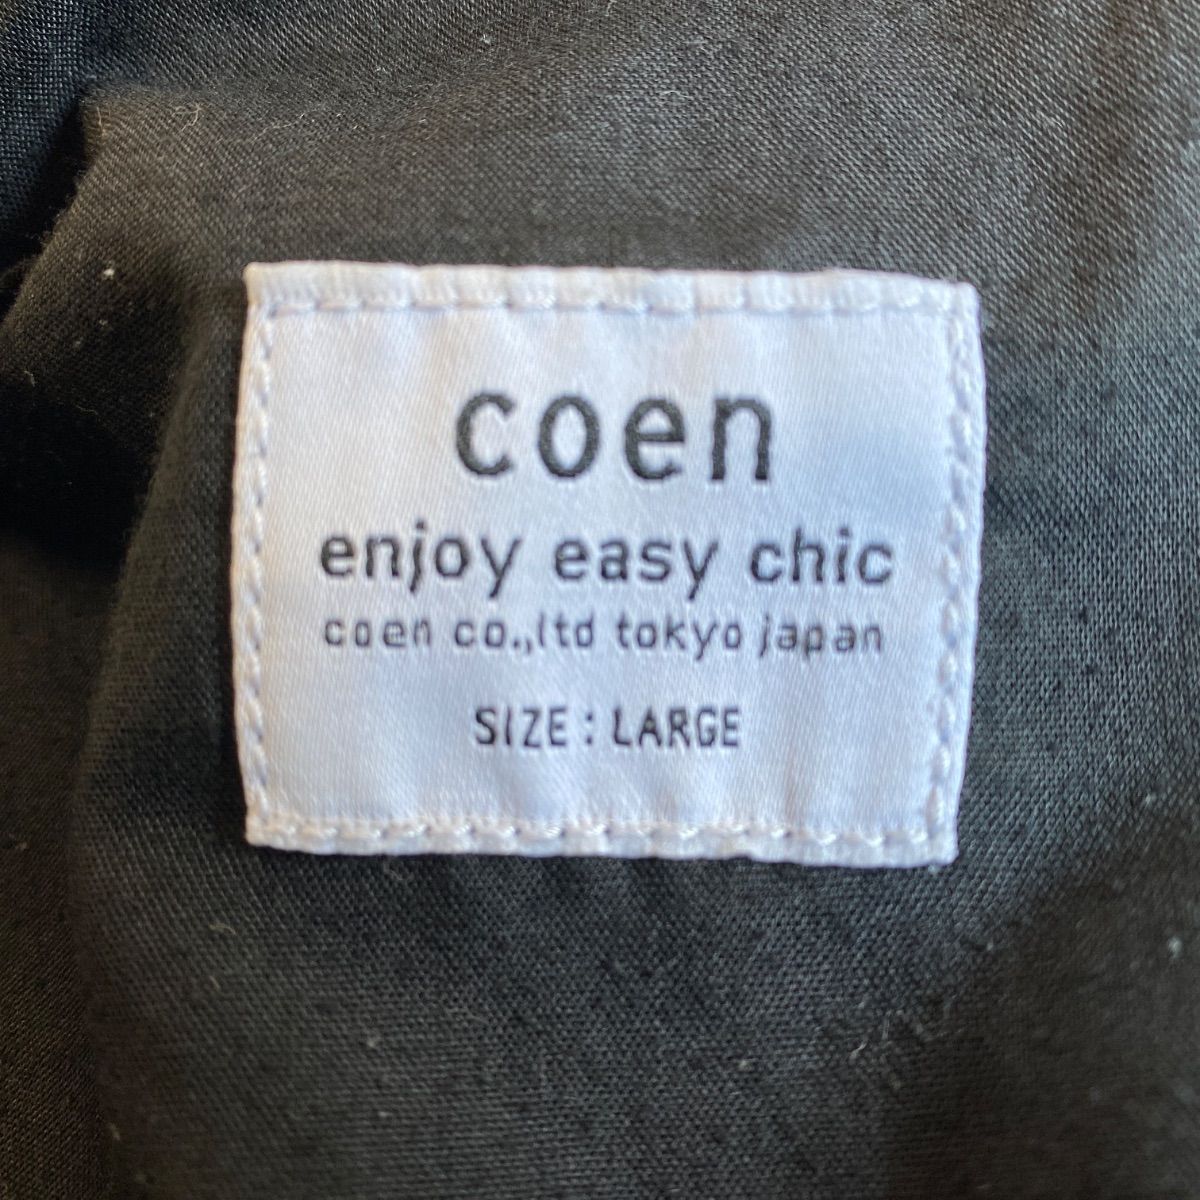 coen
enjoy easy chic
coen co.,ltd tokyo japan
SIZE : LARGE